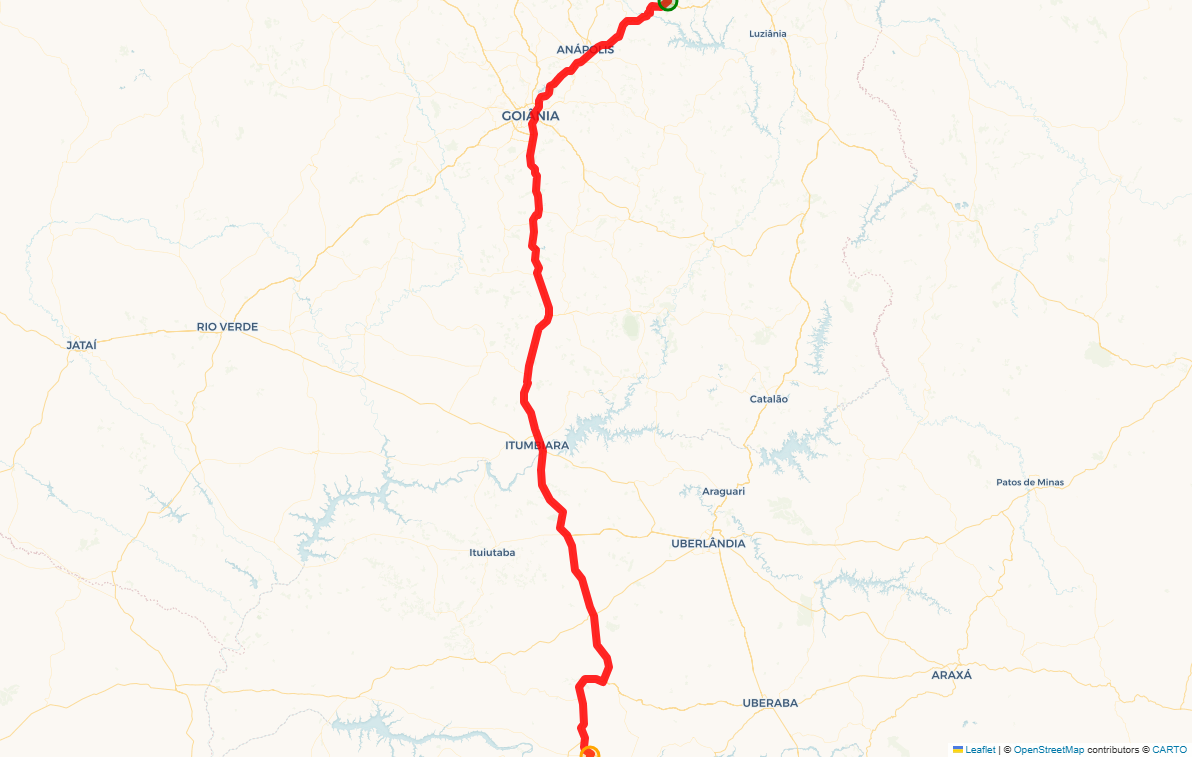 Luziânia
ANÁPOLIS
GOIÂNIA
RIO VERDE
JATAÍ
Catalão
ITUMBIARA
Patos de Minas
Araguari
UBERLÂNDIA
Ituiutaba
ARAXÁ
UBERABA
Leaflet | © OpenStreetMap contributors © CARTO